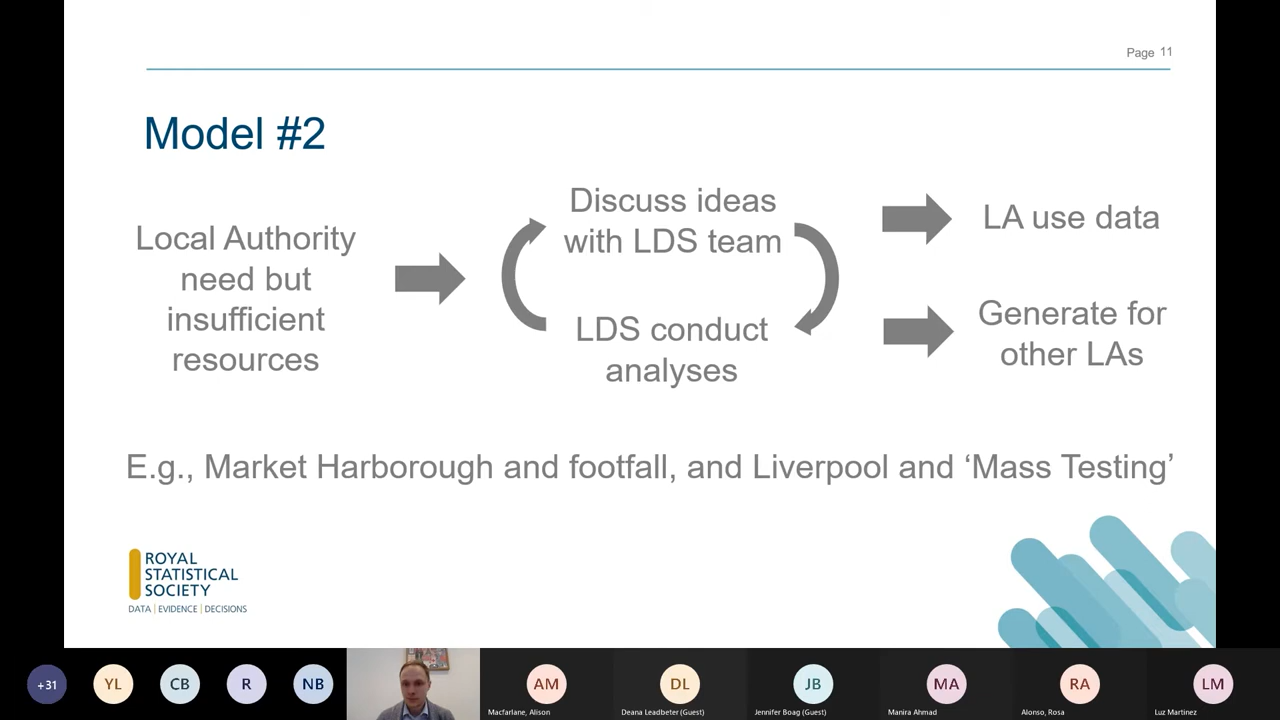 Page 11
Model #2
Local Authority
need but
insufficient
resources
Discuss ideas
with LDS team
LDS conduct
analyses
LA use data
Generate for
other LAs
E.g., Market Harborough and footfall, and Liverpool and ‘Mass Testing’
ROYAL
STATISTICAL
SOCIETY
DATA | EVIDENCE | DECISIONS
+31
YL
CB
R
NB
AM
Macfarlane, Alison
DL
Deana Leadbeter (Guest)
JB
Jennifer Boag (Guest)
MA
Manira Ahmad
RA
Alonso, Rosa
LM
Luz Martinez